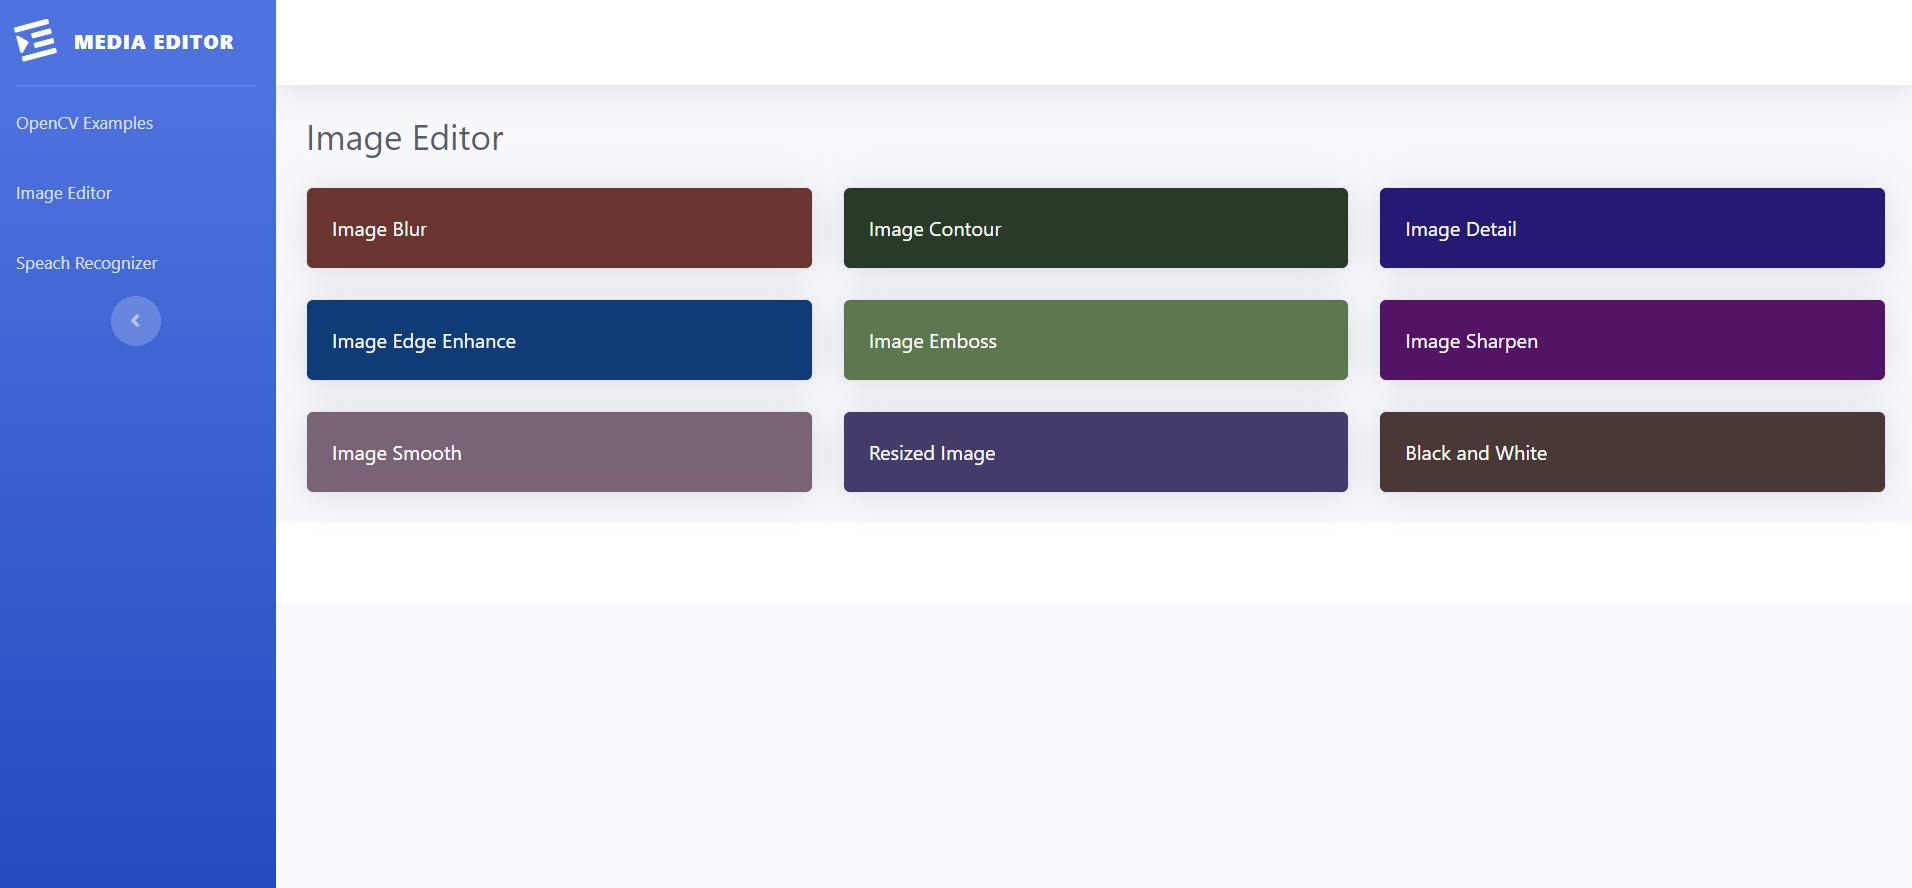 MEDIA EDITOR
OpenCV Examples
Image Editor
Speach Recognizer
Image Editor
Image Blur
Image Contour
Image Detail
Image Edge Enhance
Image Emboss
Image Sharpen
Image Smooth
Resized Image
Black and White